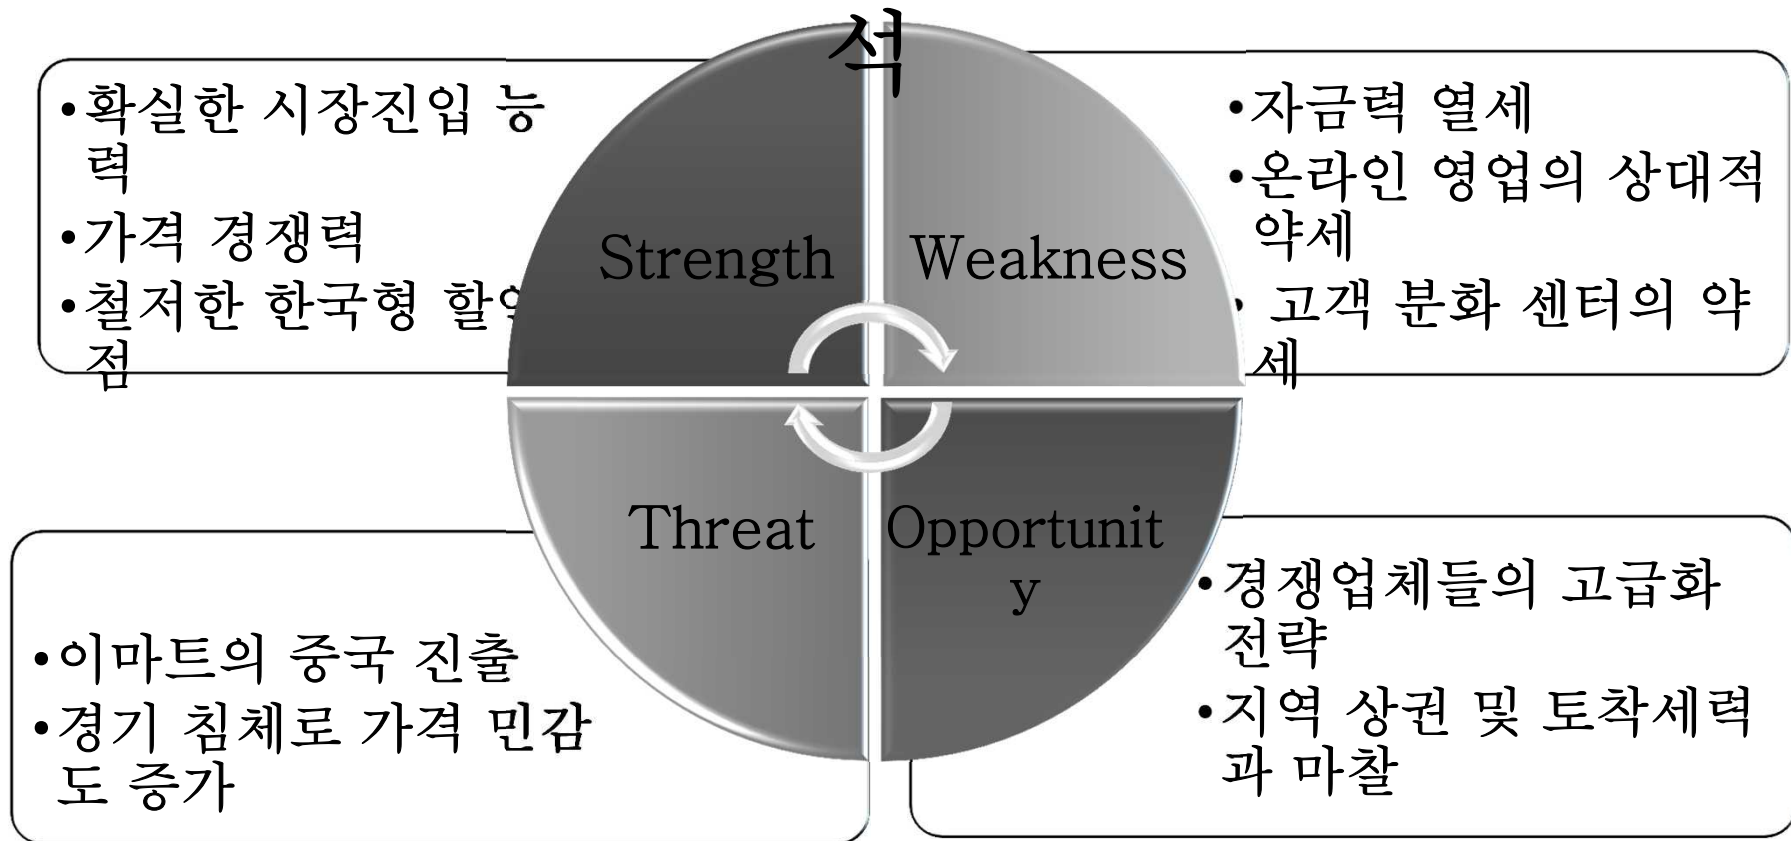 석
•확실한 시장진입 능
력
•가격 경쟁력
•철저한 한국형
점
Strength
Weakness
•자금력 열세
•온라인 영업의 상대적
약세
• 고객 분화 센터의 약
세
Threat
Opportunit
y
•이마트의 중국 진출
•경기 침체로 가격 민감
도 증가
•경쟁업체들의 고급화
전략
•지역 상권 및 토착세력
과 마찰